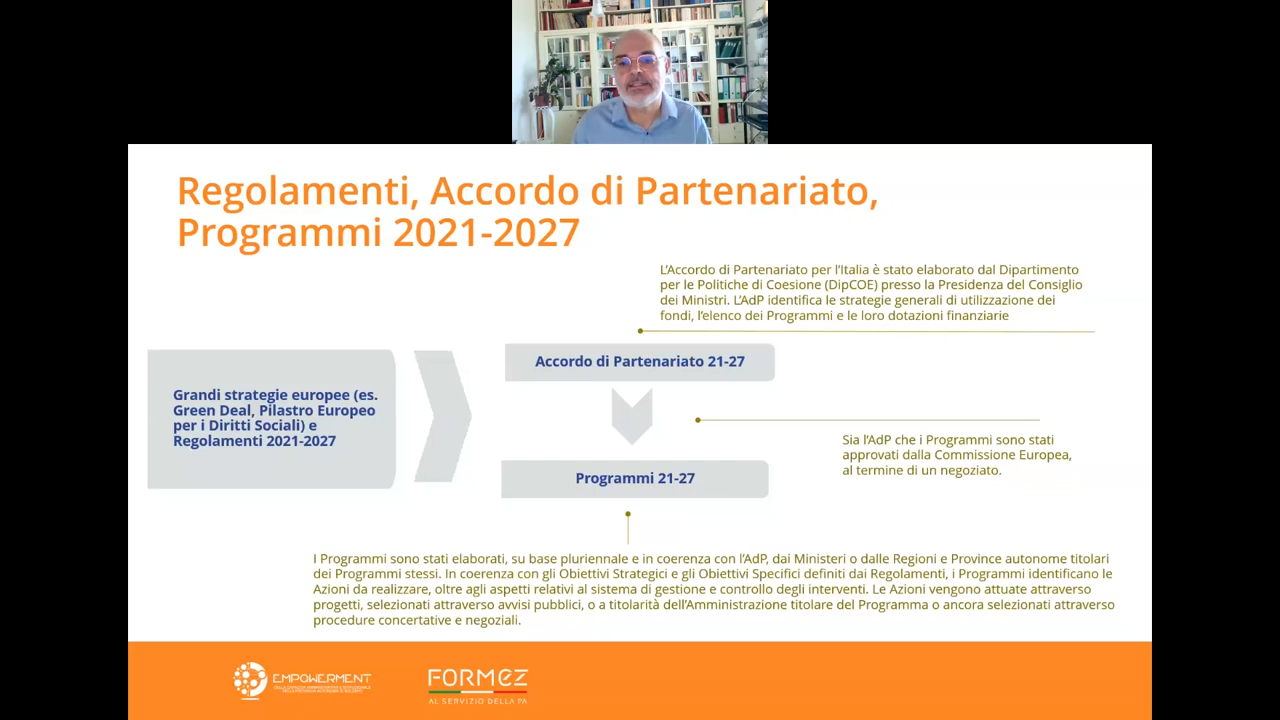 Regolamenti, Accordo di Partenariato,
Programmi 2021-2027
L'Accordo di Partenariato per l'Italia è stato elaborato dal Dipartimento
per le Politiche di Coesione (DipCOE) presso la Presidenza del Consiglio
dei Ministri. L'AdP identifica le strategie generali di utilizzazione dei
fondi, l'elenco dei Programmi e le loro dotazioni finanziarie
Accordo di Partenariato 21-27
Grandi strategie europee (es.
Green Deal, Pilastro Europeo
per i Diritti Sociali) e
Regolamenti 2021-2027
Sia l'AdP che i Programmi sono stati
approvati dalla Commissione Europea,
al termine di un negoziato.
Programmi 21-27
I Programmi sono stati elaborati, su base pluriennale e in coerenza con l'AdP, dai Ministeri o dalle Regioni e Province autonome titolari
dei Programmi stessi. In coerenza con gli Obiettivi Strategici e gli Obiettivi Specifici definiti dai Regolamenti, i Programmi identificano le
Azioni da realizzare, oltre agli aspetti relativi al sistema di gestione e controllo degli interventi. Le Azioni vengono attuate attraverso
progetti, selezionati attraverso avvisi pubblici, o a titolarità dell'Amministrazione titolare del Programma o ancora selezionati attraverso
procedure concertative e negoziali.
EMPOWERMENT
FORMEZ
AL SERVIZIO DELLA PA